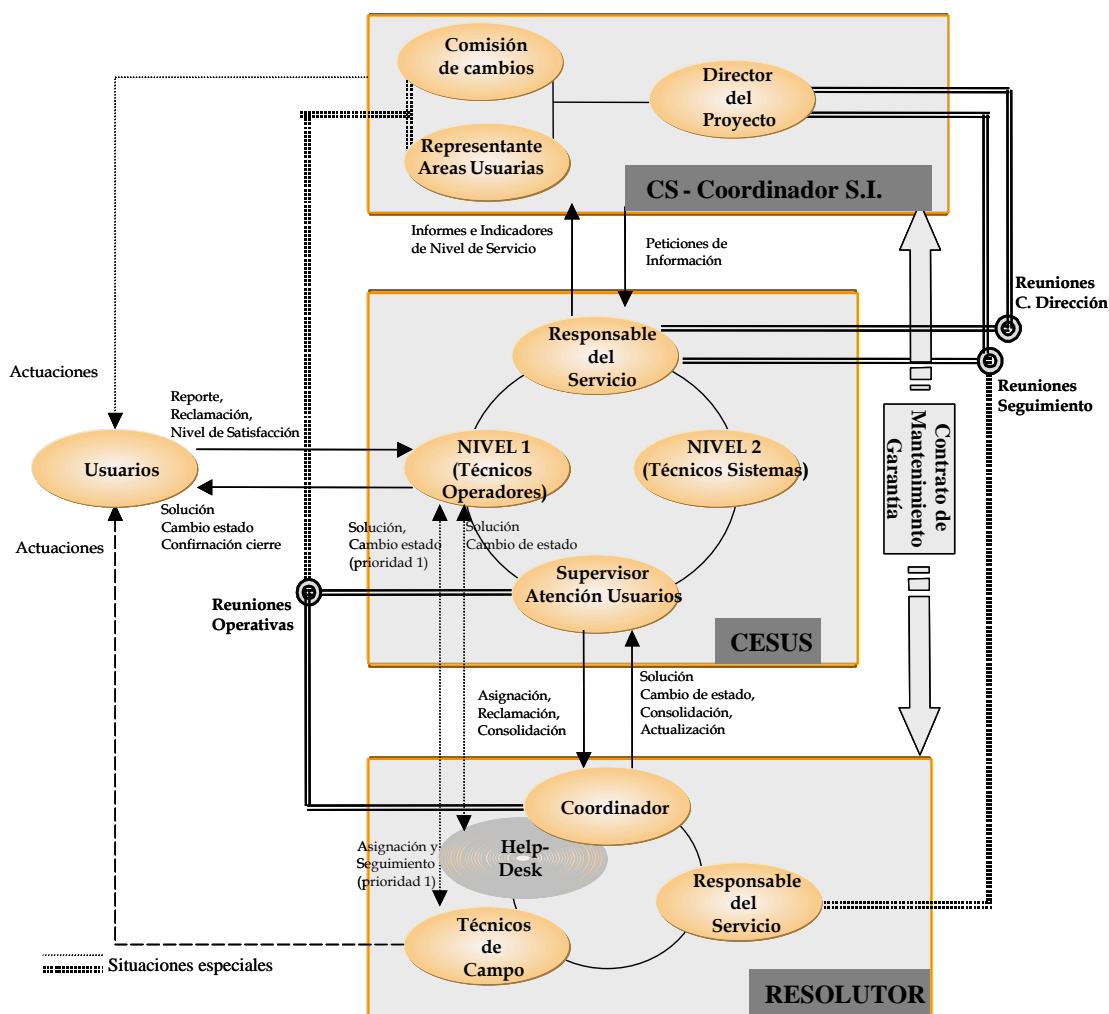 Comisión
de cambios
Director
del
Proyecto
Representante
Areas Usuarias
CS - Coordinador S.I.
Informes e Indicadores
de Nivel de Servicio
Peticiones de
Información
Reuniones
C. Dirección
Responsable
del
Servicio
Reuniones
Seguimiento
Actuaciones
Reporte,
Reclamación,
Nivel de Satisfacción
Usuarios
NIVEL 1
(Técnicos
Operadores)
NIVEL 2
(Técnicos Sistemas)
Contrato de
Mantenimiento
Garantía
Solución
Cambio estado
Confirnación cierre
Actuaciones
Solución,
Cambio estado
(prioridad 1)
Solución
Cambio de estado
Supervisor
Atención Usuarios
Reuniones
Operativas
CESUS
Asignación,
Reclamación,
Consolidación
Solución
Cambio de estado,
Consolidación,
Actualización
Coordinador
Asignación y
Seguimiento
(prioridad 1)
Help-
Desk
Responsable
del
Servicio
Técnicos
de
Campo
Situaciones especiales
RESOLUTOR